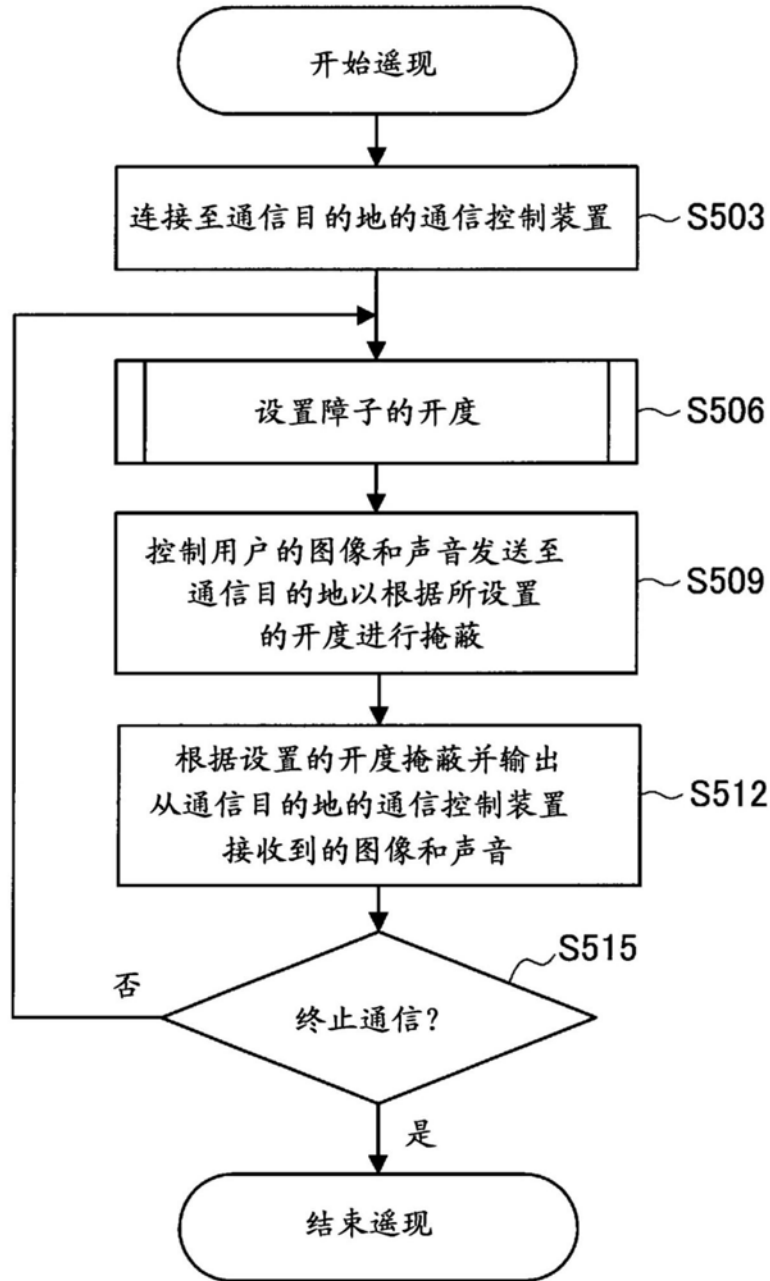 开始遥现
连接至通信目的地的通信控制装置
S503
设置障子的开度
S506
控制用户的图像和声音发送至
通信目的地以根据所设置
的开度进行掩蔽
S509
根据设置的开度掩蔽并输出
从通信目的地的通信控制装置
接收到的图像和声音
S512
S515
终止通信？
否
是
结束遥现